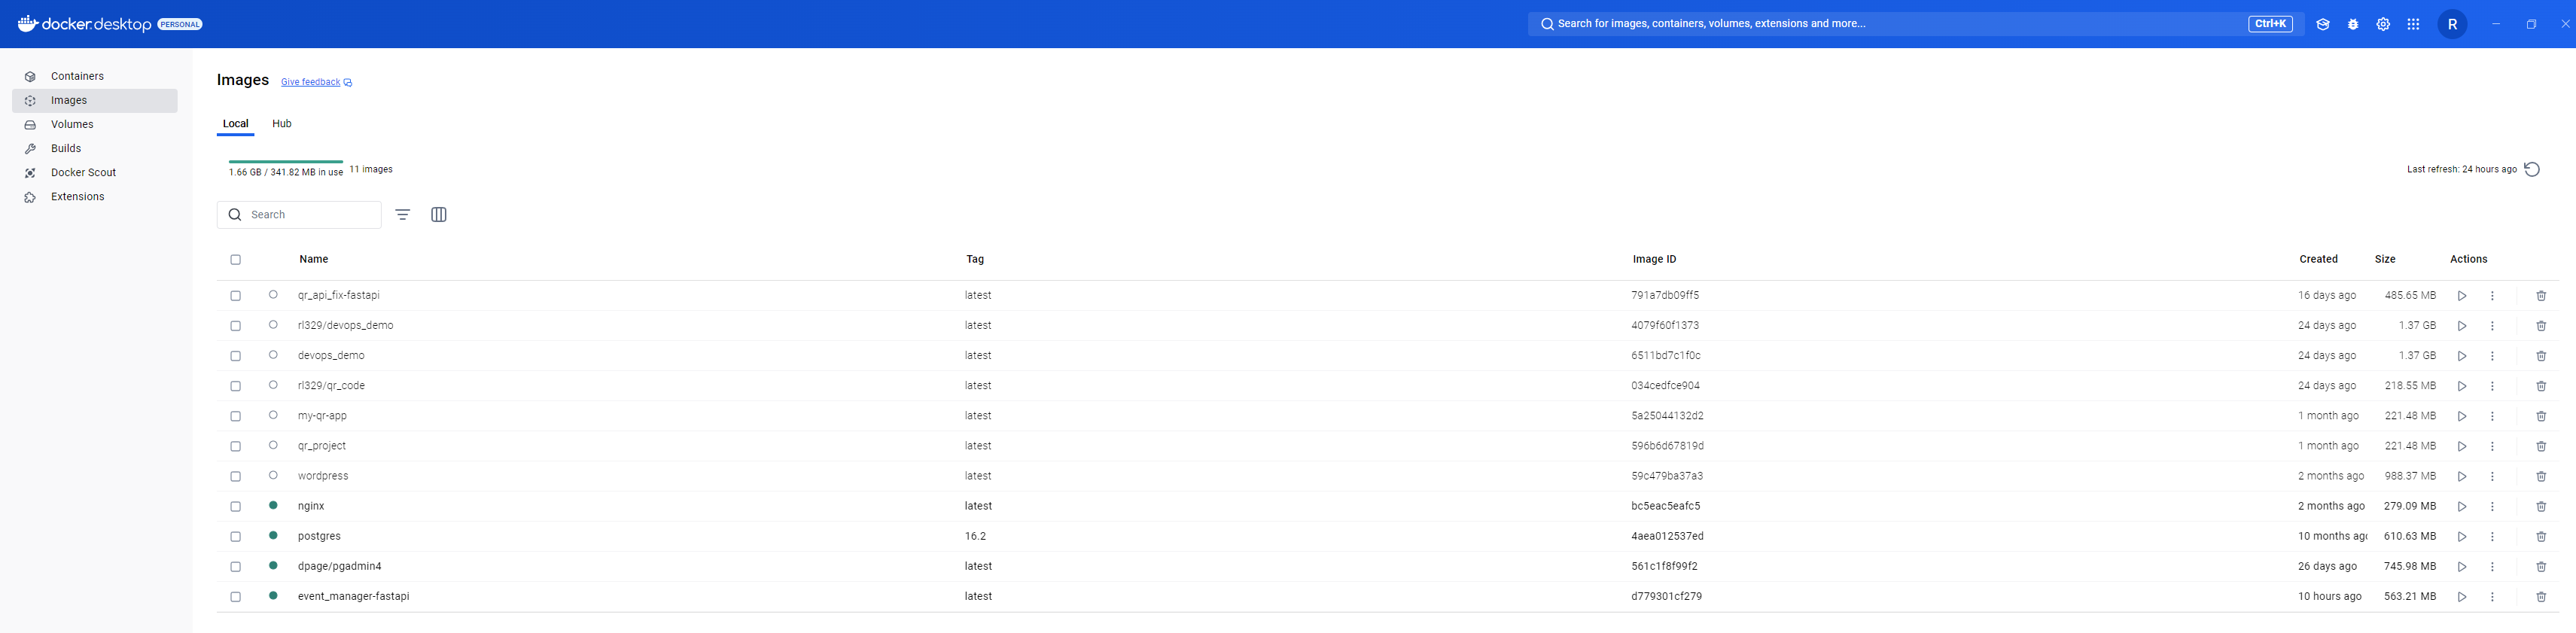 docker.desktop PERSONAL
Search for images, containers, volumes, extensions and more... Ctrl+K R
Containers
Images
Volumes
Builds
Docker Scout
Extensions
Images Give feedback
Local Hub
1.66 GB / 341.82 MB in use 11 images Last refresh: 24 hours ago
Search
Name Tag Image ID Created Size Actions
qr_api_fix-fastapi latest 791a7db09ff5 16 days ago 485.65 MB
rl329/devops_demo latest 4079f60f1373 24 days ago 1.37 GB
devops_demo latest 6511bd7c1f0c 24 days ago 1.37 GB
rl329/qr_code latest 034cedfce904 24 days ago 218.55 MB
my-qr-app latest 5a25044132d2 1 month ago 221.48 MB
qr_project latest 596b6d67819d 1 month ago 221.48 MB
wordpress latest 59c479ba37a3 2 months ago 988.37 MB
nginx latest bc5eac5eafc5 2 months ago 279.09 MB
postgres 16.2 4aea012537ed 10 months ago 610.63 MB
dpage/pgadmin4 latest 561c1f8f99f2 26 days ago 745.98 MB
event_manager-fastapi latest d779301cf279 10 hours ago 563.21 MB